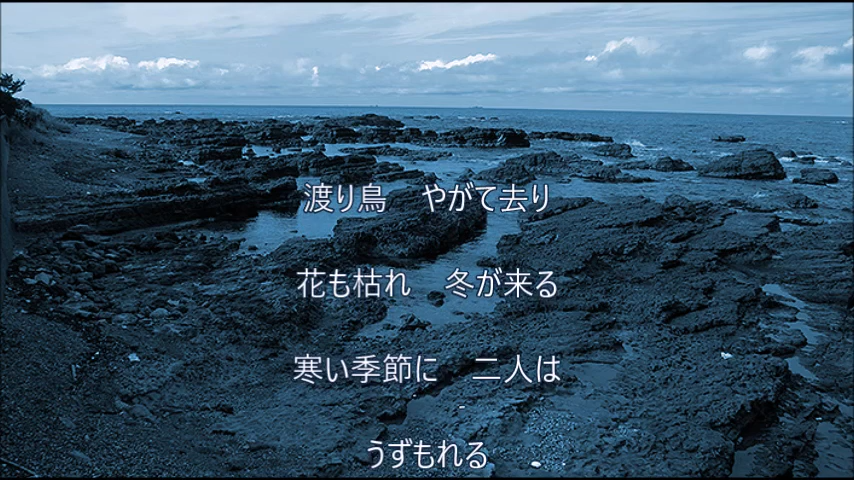 渡り鳥　やがて去り
花も枯れ　冬が来る
寒い季節に　二人は
うずもれる